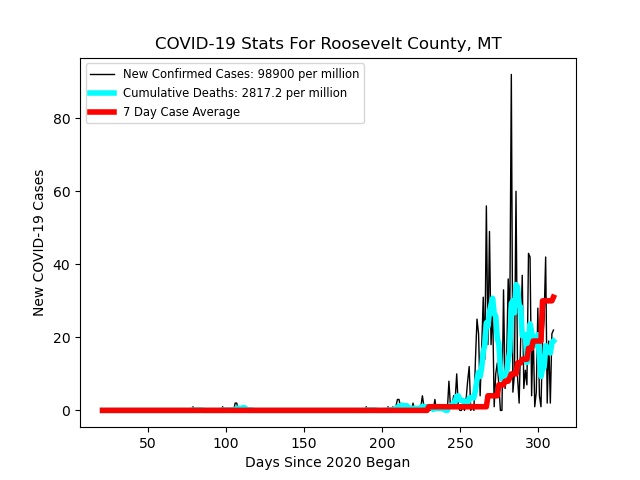 COVID-19 Stats For Roosevelt County, MT
New Confirmed Cases: 98900 per million
Cumulative Deaths: 2817.2 per million
7 Day Case Average
New COVID-19 Cases
80
60
40
20
0
50 100 150 200 250 300
Days Since 2020 Began